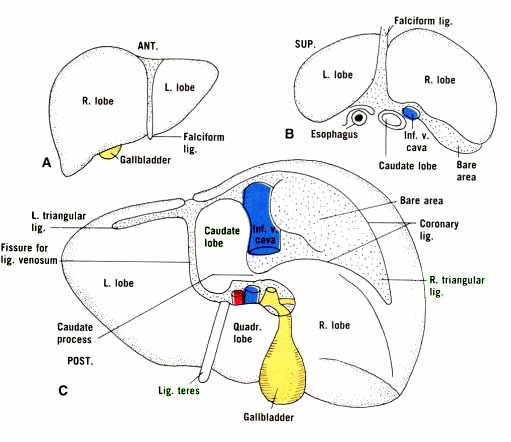 ANT.
R. lobe
L. lobe
Falciform
lig.
Gallbladder
A
Falciform lig.
SUP.
L. lobe
R. lobe
Esophagus
Inf. v.
cava
Caudate lobe
Bare
area
B
L. triangular
lig.
Fissure for
lig. venosum
L. lobe
Caudate
process
POST.
C
Caudate
lobe
Inf. v.
cava
Bare area
Coronary
lig.
R. triangular
lig.
Quadr.
lobe
R. lobe
Lig. teres
Gallbladder